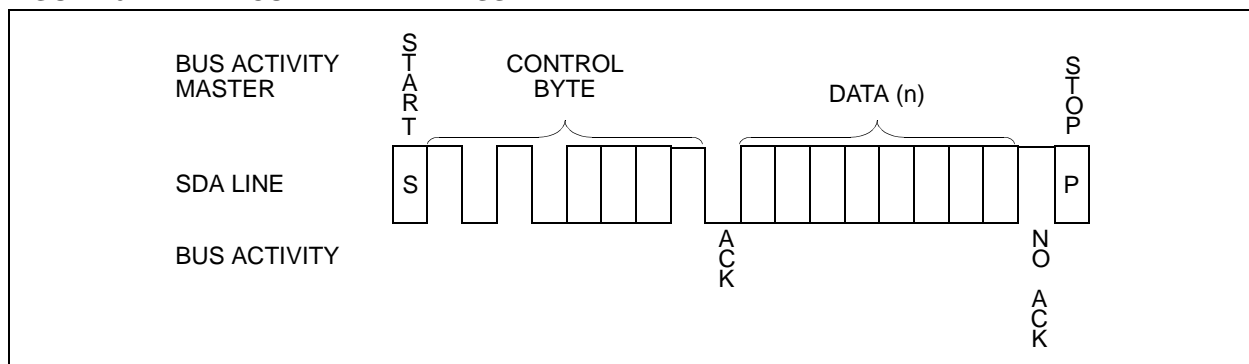 BUS ACTIVITY
MASTER
START
CONTROL
BYTE
DATA (n)
STOP
SDA LINE
S
P
BUS ACTIVITY
ACK
NO ACK